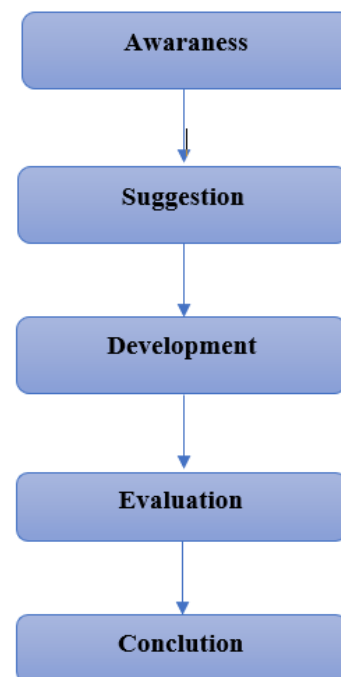 Awaraness
Suggestion
Development
Evaluation
Conclution